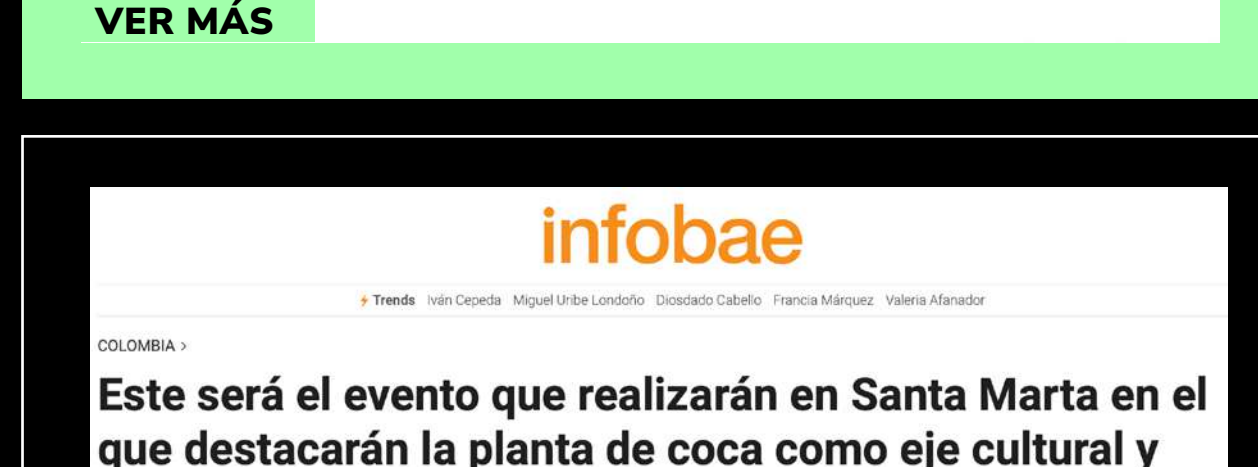 VER MÁS
infobae
Trends Iván Cepeda Miguel Uribe Londoño Diosdado Cabello Francia Márquez Valeria Afanador
COLOMBIA >
Este será el evento que realizarán en Santa Marta en el
que destacarán la planta de coca como eje cultural y